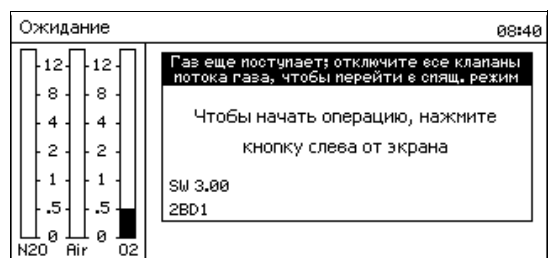 Ожидание 08:40
Газ еще поступает; отключите все клапаны
потока газа, чтобы перейти в спящ. режим
12 12
8 8
4 4
2 2
1 1
.5 .5
0 0
N2O Air O2
Чтобы начать операцию, нажмите
кнопку слева от экрана
SW 3.00
2BD1